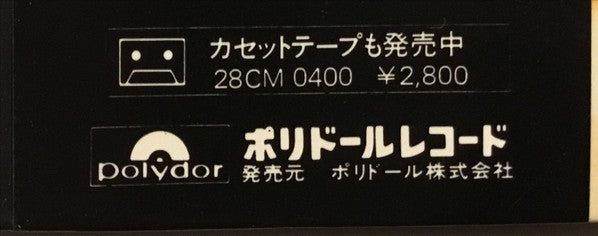 カセットテープも発売中
28CM 0400 ￥2,800
polydor
ポリドールレコード
発売元 ポリドール株式会社